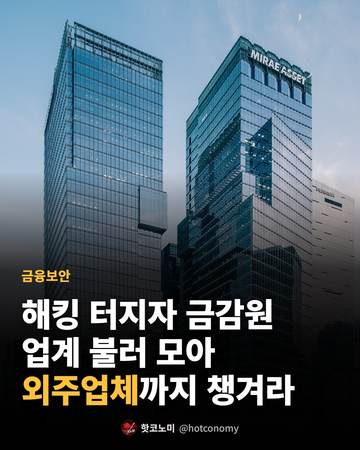 MIRAE ASSET
금융보안
해킹 터지자 금감원
업계 불러 모아
외주업체까지 챙겨라
핫코노미 @hotconomy